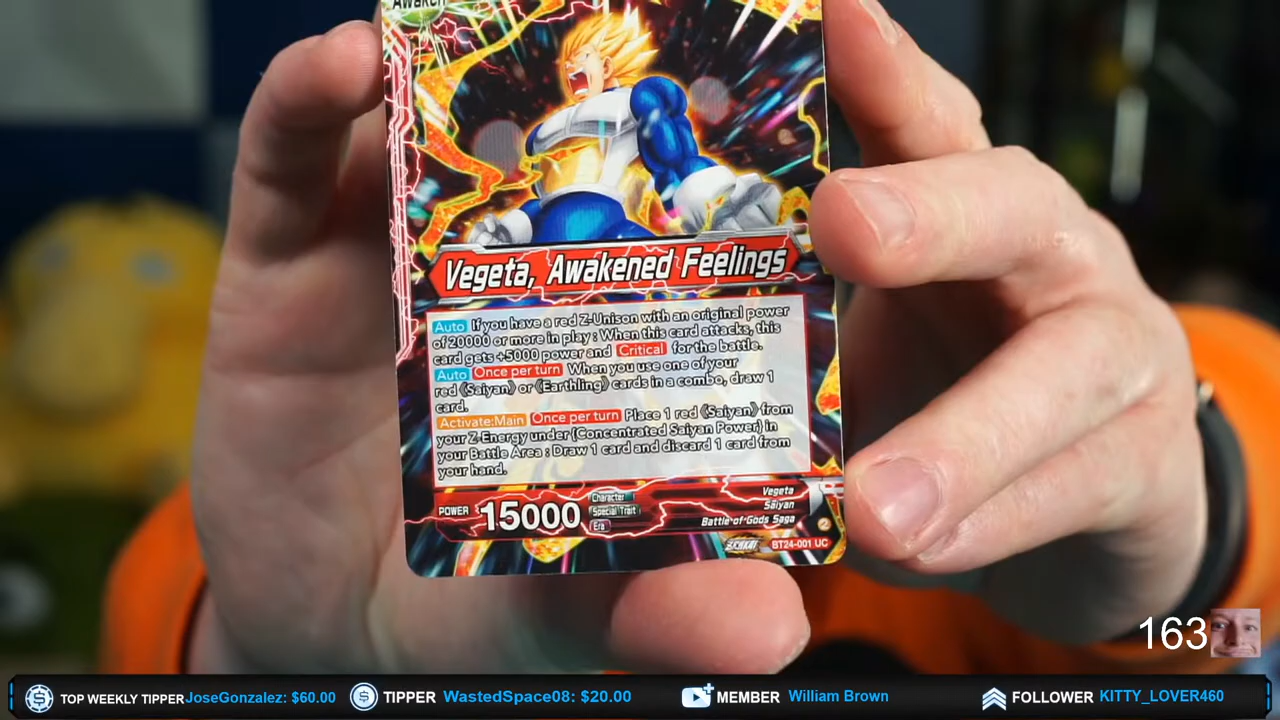 Awaken
Vegeta, Awakened Feelings
Auto If you have a red Z-Unison with an original power
of 20000 or more in play : When this card attacks, this
card gets +5000 power and Critical for the battle.
Auto Once per turn When you use one of your
red 《Saiyan》 or 《Earthling》 cards in a combo, draw 1
card.
Activate:Main Once per turn Place 1 red 《Saiyan》 from
your Z-Energy under {Concentrated Saiyan Power} in
your Battle Area : Draw 1 card and discard 1 card from
your hand.
POWER 15000
Character Vegeta
Special Trait Saiyan
Era Battle of Gods Saga
BT24-001 UC
163
TOP WEEKLY TIPPER JoseGonzalez: $60.00 TIPPER WastedSpace08: $20.00 MEMBER William Brown FOLLOWER KITTY_LOVER460